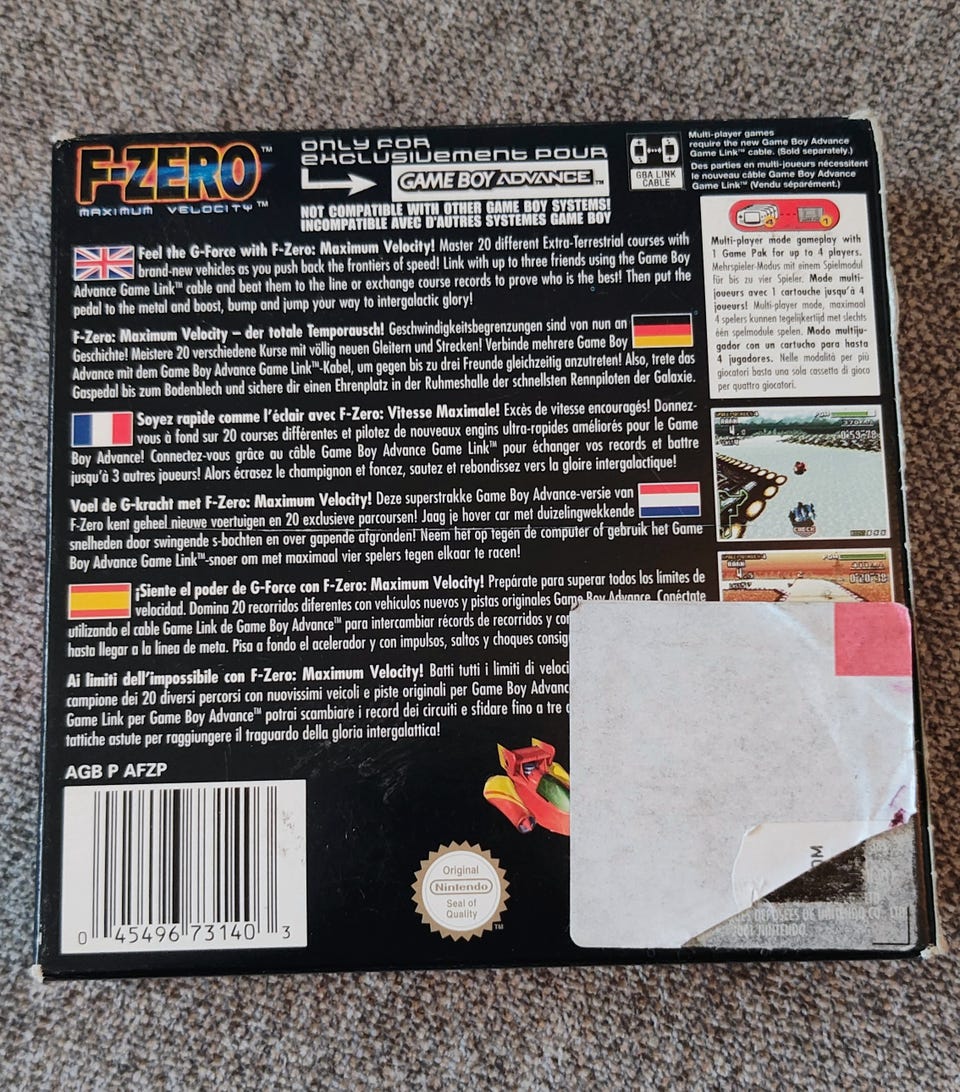 F-ZERO™
MAXIMUM VELOCITY™
ONLY FOR
EXCLUSIVEMENT POUR
GAME BOY ADVANCE™
NOT COMPATIBLE WITH OTHER GAME BOY SYSTEMS!
INCOMPATIBLE AVEC D'AUTRES SYSTEMES GAME BOY
GBA LINK
CABLE
Multi-player games
require the new Game Boy Advance
Game Link™ cable. (Sold separately.)
Des parties en multi-joueurs nécessitent
le nouveau câble Game Boy Advance
Game Link™ (Vendu séparément.)
4
1
Multi-player mode gameplay with
1 Game Pak for up to 4 players.
Mehrspieler-Modus mit einem Spielmodul
für bis zu vier Spieler. Mode multi-
joueurs avec 1 cartouche jusqu'à 4
joueurs! Multi-player mode, maximaal
4 spelers kunnen tegelijkertijd met slechts
één spelmodule spelen. Modo multiju-
gador con un cartucho para hasta
4 jugadores. Nelle modalità per più
giocatori basta una sola cassetta di gioco
per quattro giocatori.
Feel the G-Force with F-Zero: Maximum Velocity! Master 20 different Extra-Terrestrial courses with
brand-new vehicles as you push back the frontiers of speed! Link with up to three friends using the Game Boy
Advance Game Link™ cable and beat them to the line or exchange course records to prove who is the best! Then put the
pedal to the metal and boost, bump and jump your way to intergalactic glory!
F-Zero: Maximum Velocity – der totale Temporausch! Geschwindigkeitsbegrenzungen sind von nun an
Geschichte! Meistere 20 verschiedene Kurse mit völlig neuen Gleitern und Strecken! Verbinde mehrere Game Boy
Advance mit dem Game Boy Advance Game Link™-Kabel, um gegen bis zu drei Freunde gleichzeitig anzutreten! Also, trete das
Gaspedal bis zum Bodenblech und sichere dir einen Ehrenplatz in der Ruhmeshalle der schnellsten Rennpiloten der Galaxie.
Soyez rapide comme l'éclair avec F-Zero: Vitesse Maximale! Excès de vitesse encouragés! Donnez-
vous à fond sur 20 courses différentes et pilotez de nouveaux engins ultra-rapides améliorés pour le Game
Boy Advance! Connectez-vous grâce au câble Game Boy Advance Game Link™ pour échanger vos records et battre
jusqu'à 3 autres joueurs! Alors écrasez le champignon et foncez, sautez et rebondissez vers la gloire intergalactique!
Voel de G-kracht met F-Zero: Maximum Velocity! Deze superstrakke Game Boy Advance-versie van
F-Zero kent geheel nieuwe voertuigen en 20 exclusieve parcoursen! Jaag je hover car met duizelingwekkende
snelheden door swingende s-bochten en over gapende afgronden! Neem het op tegen de computer of gebruik het Game
Boy Advance Game Link™-snoer om met maximaal vier spelers tegen elkaar te racen!
¡Siente el poder de G-Force con F-Zero: Maximum Velocity! Prepárate para superar todos los límites de
velocidad. Domina 20 recorridos diferentes con vehículos nuevos y pistas originales Game Boy Advance. Conéctate
utilizando el cable Game Link de Game Boy Advance™ para intercambiar récords de recorridos y
hasta llegar a la linea de meta. Pisa a fondo el acelerador y con impulsos, saltos y choques
Ai limiti dell'impossibile con F-Zero: Maximum Velocity! Batti tutti i limiti di
campione dei 20 diversi percorsi con nuovissimi veicoli e piste originali per Game Boy
Game Link per Game Boy Advance™ potrai scambiare i record dei circuiti e sfidare fino a tre
tattiche astute per raggiungere il traguardo della gloria intergalattica!
RANK
CHECK
AGB P AFZP
0 45496 73140 3
Original
Nintendo
Seal of
Quality
™
DEPOSEES DE NINTENDO CO., LTD
2001 NINTENDO.